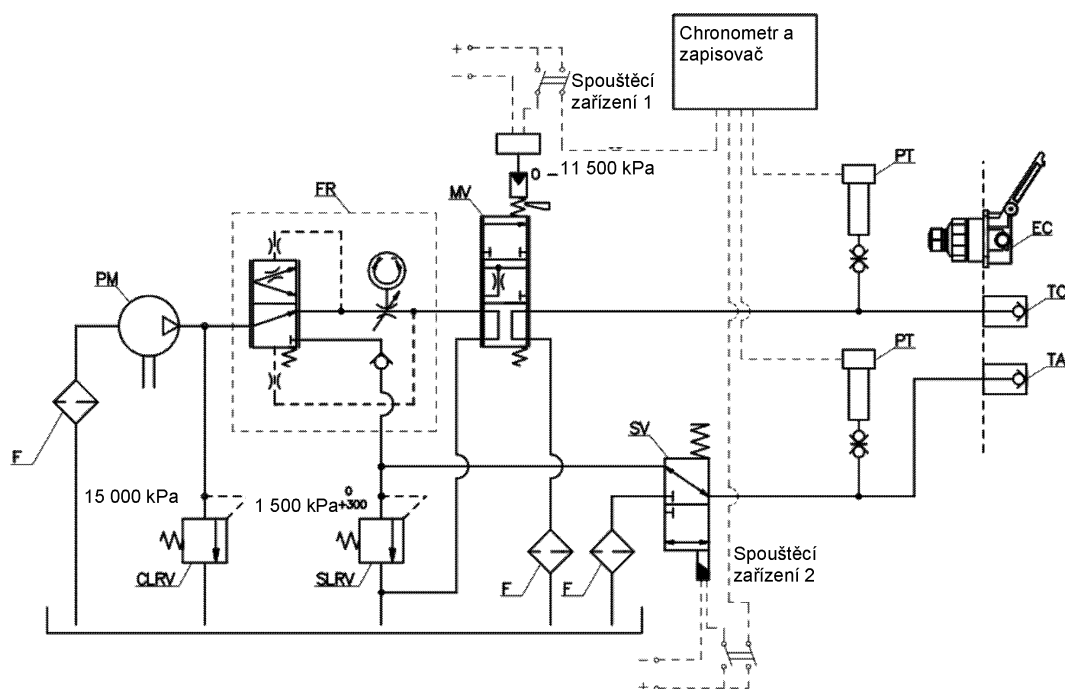 Chronometr a
zapisovač
Spouštěcí
zařízení 1
0 – 11 500 kPa
PT
FR
MV
EC
PM
TC
PT
TA
SV
F
15 000 kPa
1 500 kPa 0 +300
Spouštěcí
zařízení 2
CLRV
SLRV
F
F